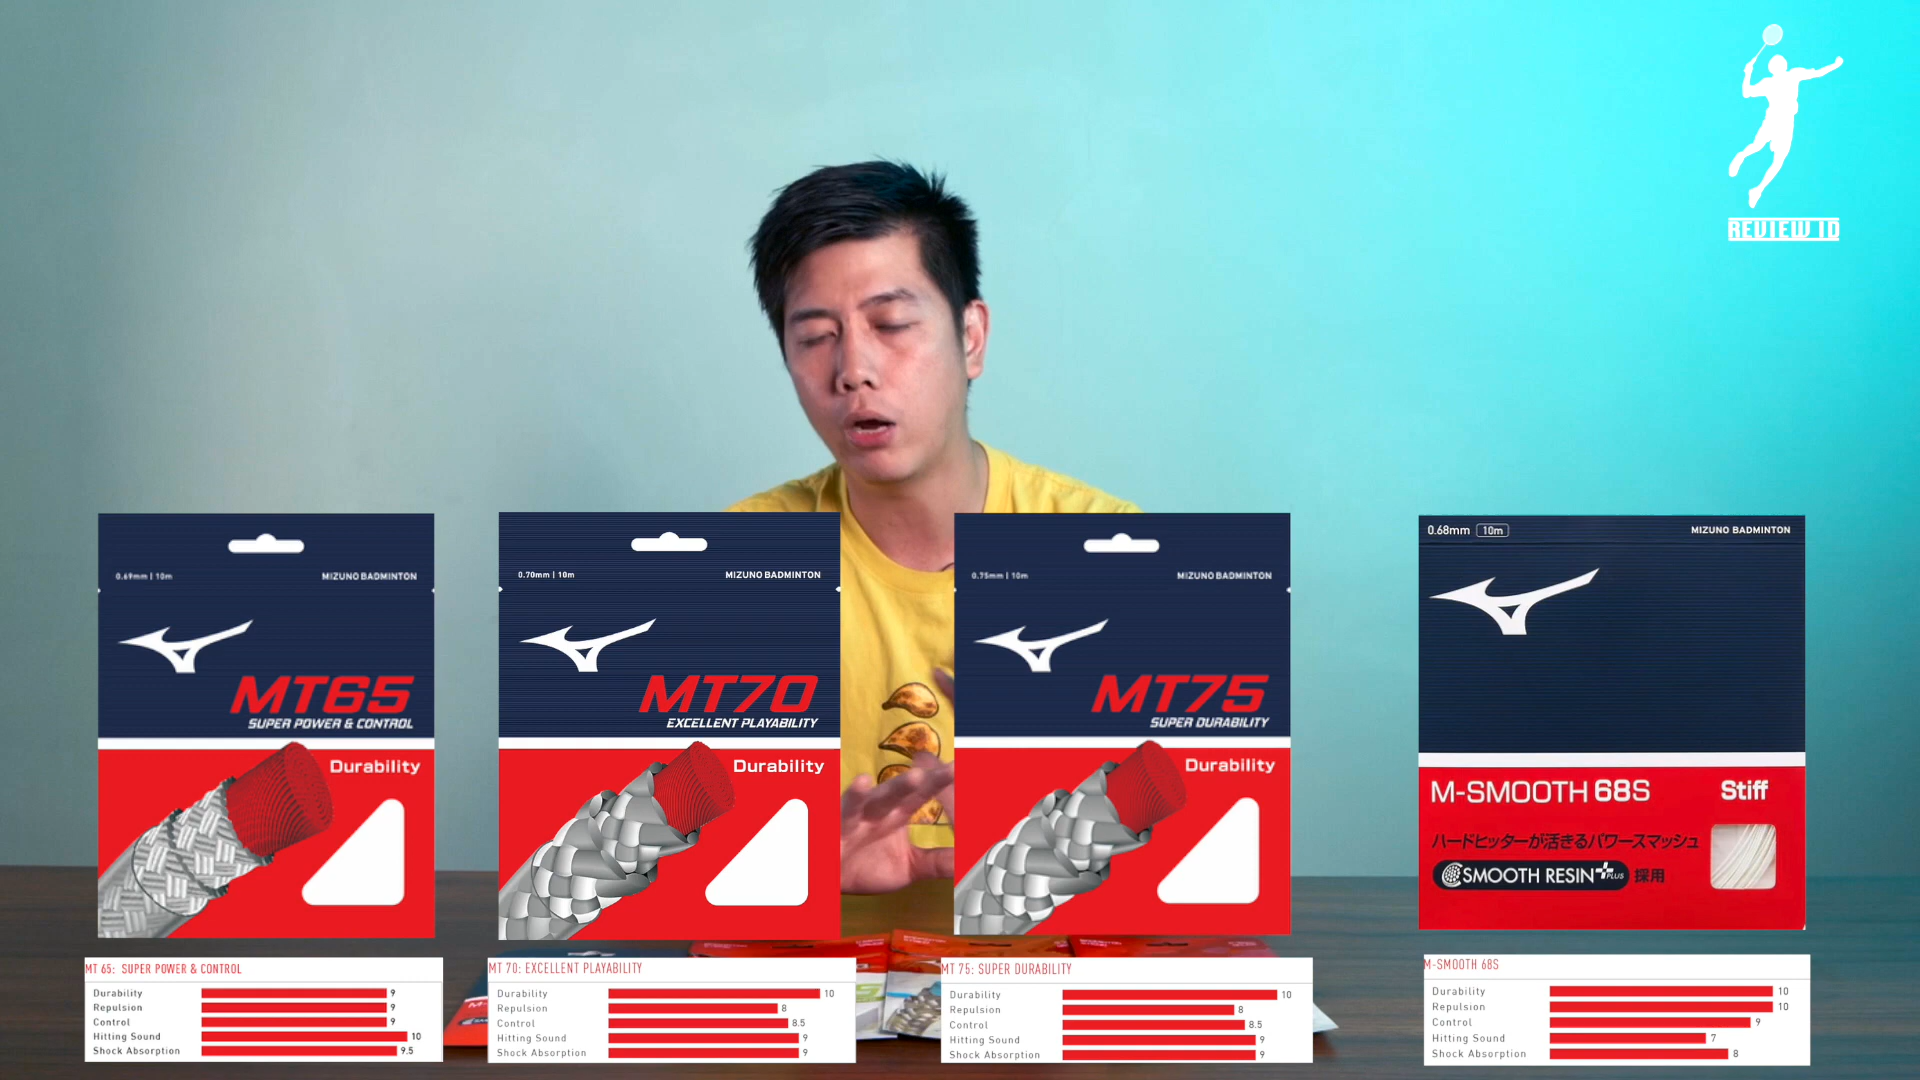 REVIEW ID
0.69mm | 10m
MIZUNO BADMINTON
MT65
SUPER POWER & CONTROL
Durability
0.70mm | 10m
MIZUNO BADMINTON
MT70
EXCELLENT PLAYABILITY
Durability
0.75mm | 10m
MIZUNO BADMINTON
MT75
SUPER DURABILITY
Durability
0.68mm 10m
MIZUNO BADMINTON
M-SMOOTH 68S
Stiff
ハードヒッターが活きるパワースマッシュ
SMOOTH RESIN+PLUS 採用
MT 65: SUPER POWER & CONTROL
Durability 9
Repulsion 9
Control 9
Hitting Sound 10
Shock Absorption 9.5
MT 70: EXCELLENT PLAYABILITY
Durability 10
Repulsion 8
Control 8.5
Hitting Sound 9
Shock Absorption 9
MT 75: SUPER DURABILITY
Durability 10
Repulsion 8
Control 8.5
Hitting Sound 9
Shock Absorption 9
M-SMOOTH 68S
Durability 10
Repulsion 10
Control 9
Hitting Sound 7
Shock Absorption 8